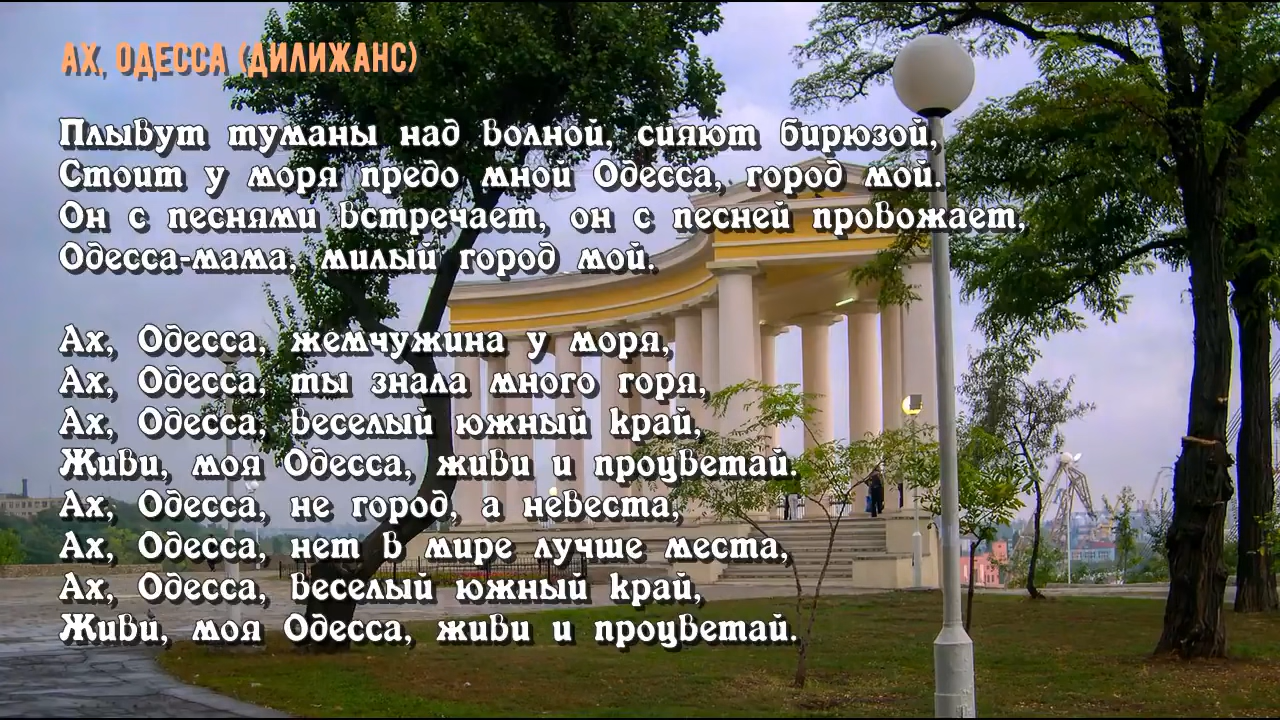 АХ, ОДЕССА (ДИЛИЖАНС)
Плывут туманы над волной, сияют бирюзой,
Стоит у моря предо мной Одесса, город мой.
Он с песнями встречает, он с песней провожает,
Одесса-мама, милый город мой.
Ах, Одесса, жемчужина у моря,
Ах, Одесса, ты знала много горя,
Ах, Одесса, веселый южный край,
Живи, моя Одесса, живи и процветай.
Ах, Одесса, не город, а невеста,
Ах, Одесса, нет в мире лучше места,
Ах, Одесса, веселый южный край,
Живи, моя Одесса, живи и процветай.